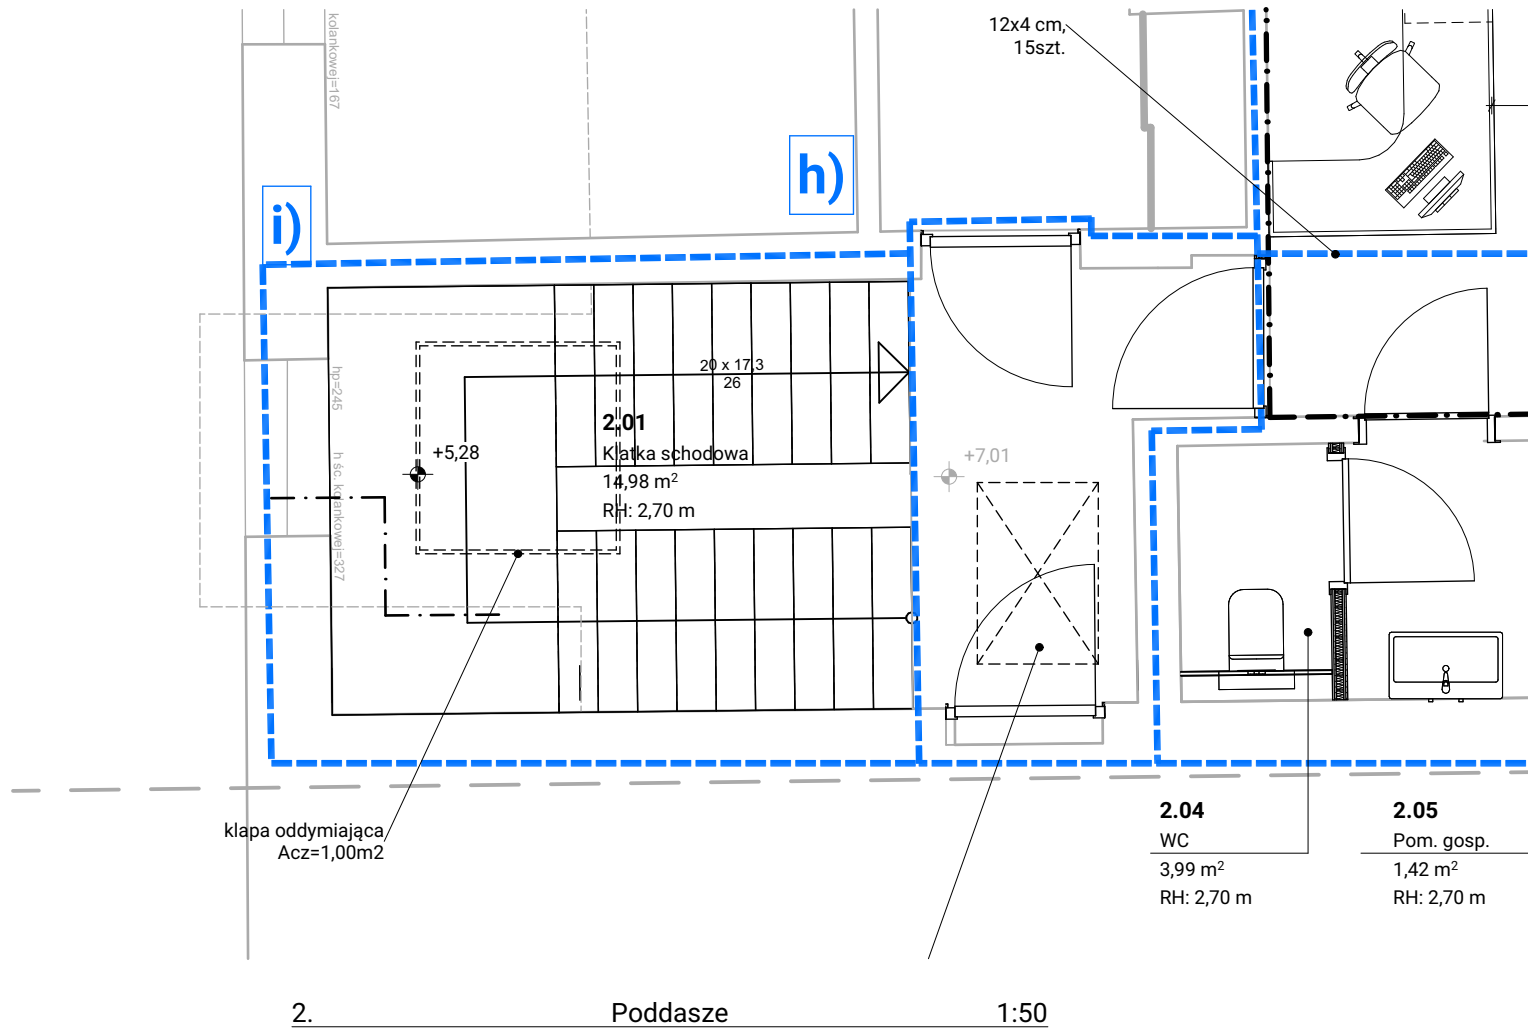 kolankowej=167
12x4 cm,
15szt.
h)
i)
hp=245
h śc. kolankowej=327
20 x 17,3
26
+5,28
2.01
Klatka schodowa
14,98 m²
RH: 2,70 m
+7,01
klapa oddymiająca
Acz=1,00m2
2.04
WC
3,99 m²
RH: 2,70 m
2.05
Pom. gosp.
1,42 m²
RH: 2,70 m
2. Poddasze 1:50